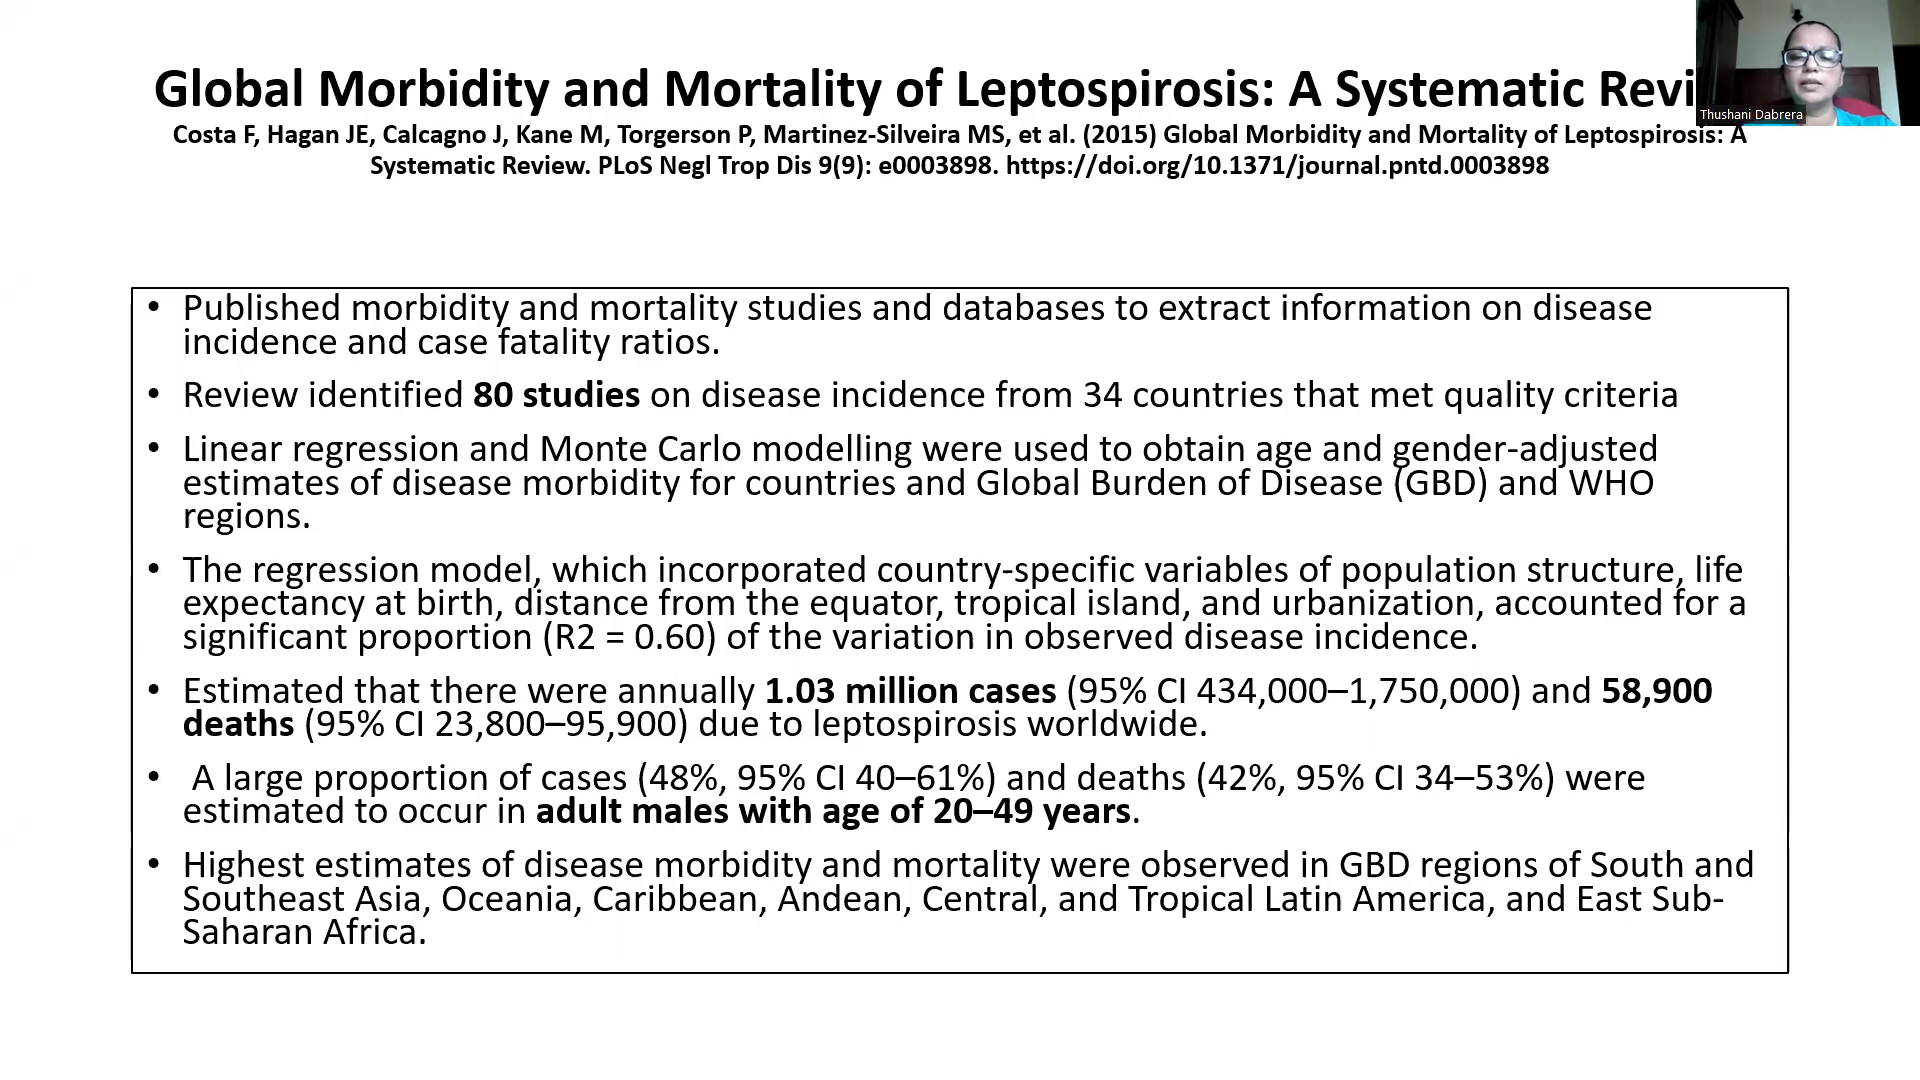 Global Morbidity and Mortality of Leptospirosis: A Systematic Revi
Thushani Dabrera
Costa F, Hagan JE, Calcagno J, Kane M, Torgerson P, Martinez-Silveira MS, et al. (2015) Global Morbidity and Mortality of Leptospirosis: A
Systematic Review. PLoS Negl Trop Dis 9(9): e0003898. https://doi.org/10.1371/journal.pntd.0003898
• Published morbidity and mortality studies and databases to extract information on disease
incidence and case fatality ratios.
• Review identified 80 studies on disease incidence from 34 countries that met quality criteria
• Linear regression and Monte Carlo modelling were used to obtain age and gender-adjusted
estimates of disease morbidity for countries and Global Burden of Disease (GBD) and WHO
regions.
• The regression model, which incorporated country-specific variables of population structure, life
expectancy at birth, distance from the equator, tropical island, and urbanization, accounted for a
significant proportion (R2 = 0.60) of the variation in observed disease incidence.
• Estimated that there were annually 1.03 million cases (95% CI 434,000–1,750,000) and 58,900
deaths (95% CI 23,800–95,900) due to leptospirosis worldwide.
• A large proportion of cases (48%, 95% CI 40–61%) and deaths (42%, 95% CI 34–53%) were
estimated to occur in adult males with age of 20–49 years.
• Highest estimates of disease morbidity and mortality were observed in GBD regions of South and
Southeast Asia, Oceania, Caribbean, Andean, Central, and Tropical Latin America, and East Sub-
Saharan Africa.